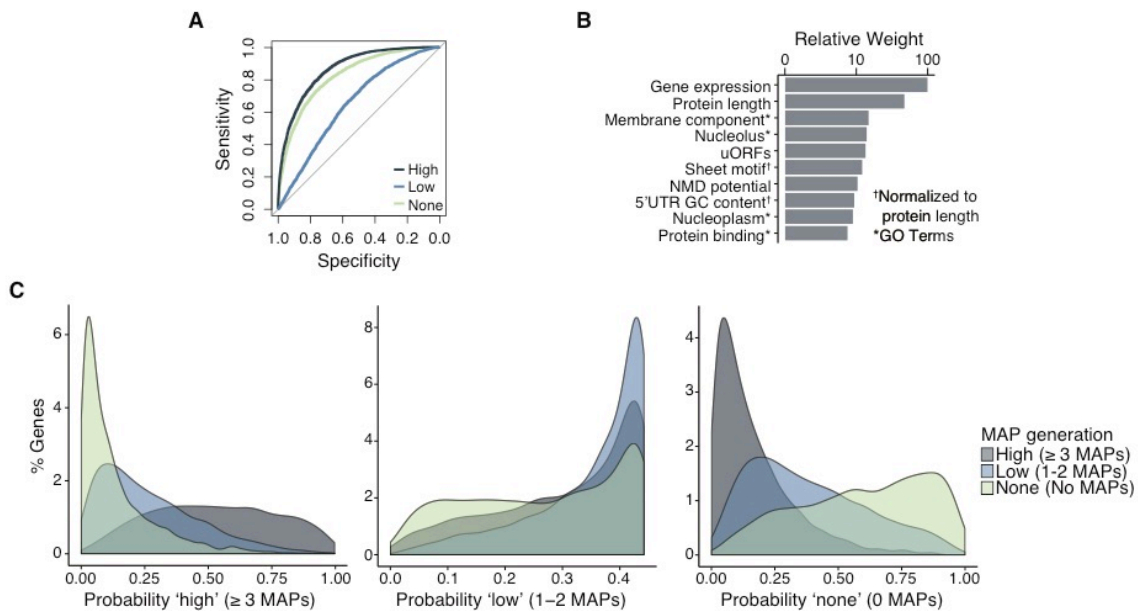 A
Sensitivity
1.0
0.8
0.6
0.4
0.2
0.0
High
Low
None
1.0 0.8 0.6 0.4 0.2 0.0
Specificity
B
Relative Weight
0 10 100
Gene expression
Protein length
Membrane component*
Nucleolus*
uORFs
Sheet motif†
NMD potential
5'UTR GC content†
Nucleoplasm*
Protein binding*
†Normalized to
protein length
*GO Terms
C
% Genes
6
4
2
0
0.00 0.25 0.50 0.75 1.00
Probability ‘high’ (≥ 3 MAPs)
8
6
4
2
0
0.0 0.1 0.2 0.3 0.4
Probability ‘low’ (1–2 MAPs)
4
3
2
1
0
0.00 0.25 0.50 0.75 1.00
Probability ‘none’ (0 MAPs)
MAP generation
High (≥ 3 MAPs)
Low (1-2 MAPs)
None (No MAPs)